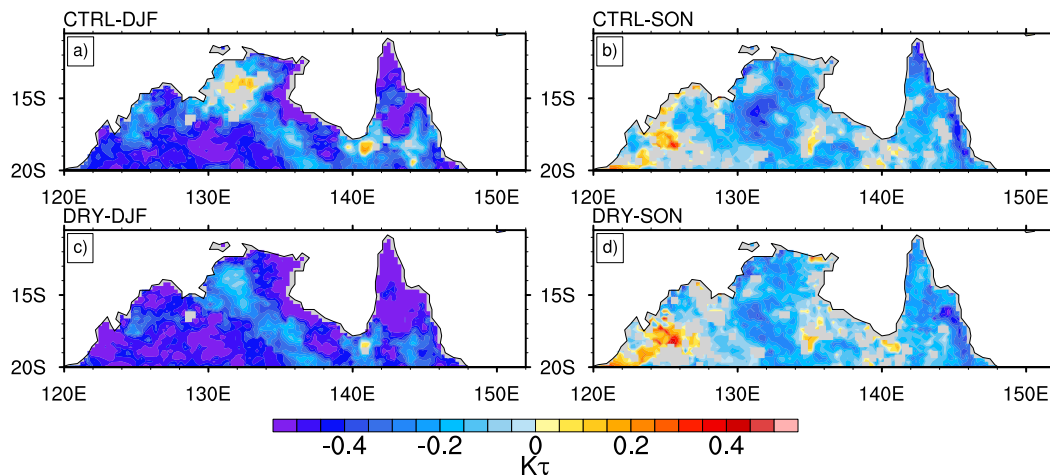 CTRL-DJF
CTRL-SON
a)
b)
15S
15S
20S
20S
120E 130E 140E 150E
120E 130E 140E 150E
DRY-DJF
DRY-SON
c)
d)
15S
15S
20S
20S
120E 130E 140E 150E
120E 130E 140E 150E
-0.4 -0.2 0 0.2 0.4
Kτ